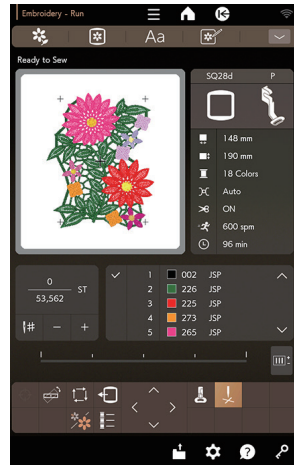 Embroidery - Run
Aa
Ready to Sew
SQ28d P
148 mm
190 mm
18 Colors
Auto
ON
600 spm
96 min
0
53,562
ST
1 002 JSP
2 226 JSP
3 225 JSP
4 273 JSP
5 265 JSP
#
- +
?